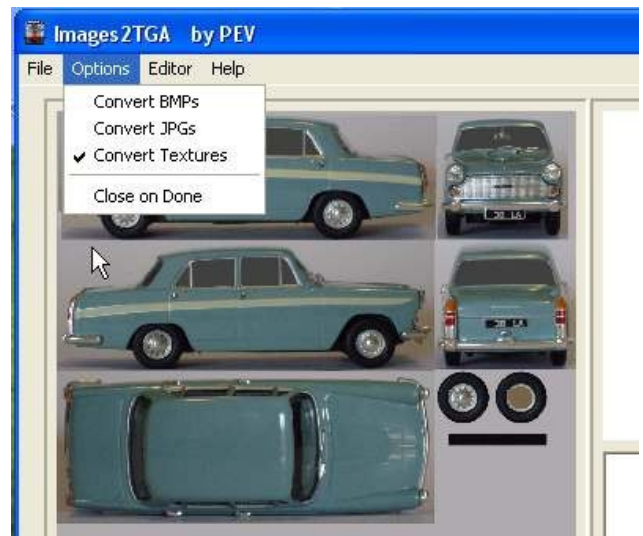 Images2TGA by PEV
File Options Editor Help
Convert BMPs
Convert JPGs
Convert Textures
Close on Done